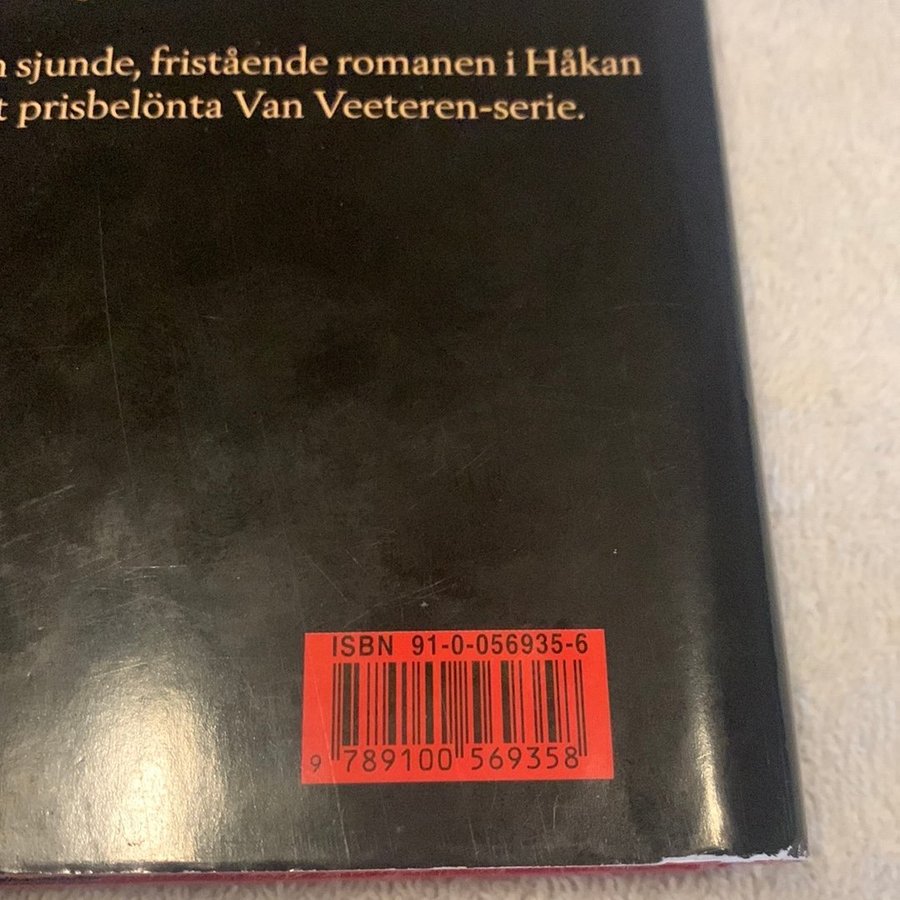 sjunde, fristående romanen i Håkan
prisbelönta Van Veeteren-serie.
ISBN 91-0-056935-6
9 789100 569358